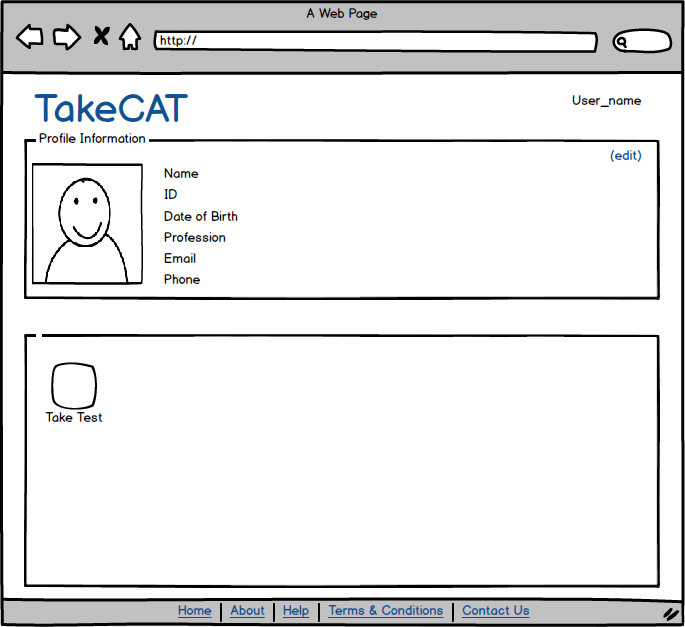 A Web Page
http://
TakeCAT
User_name
Profile Information
(edit)
Name
ID
Date of Birth
Profession
Email
Phone
Take Test
Home | About | Help | Terms & Conditions | Contact Us